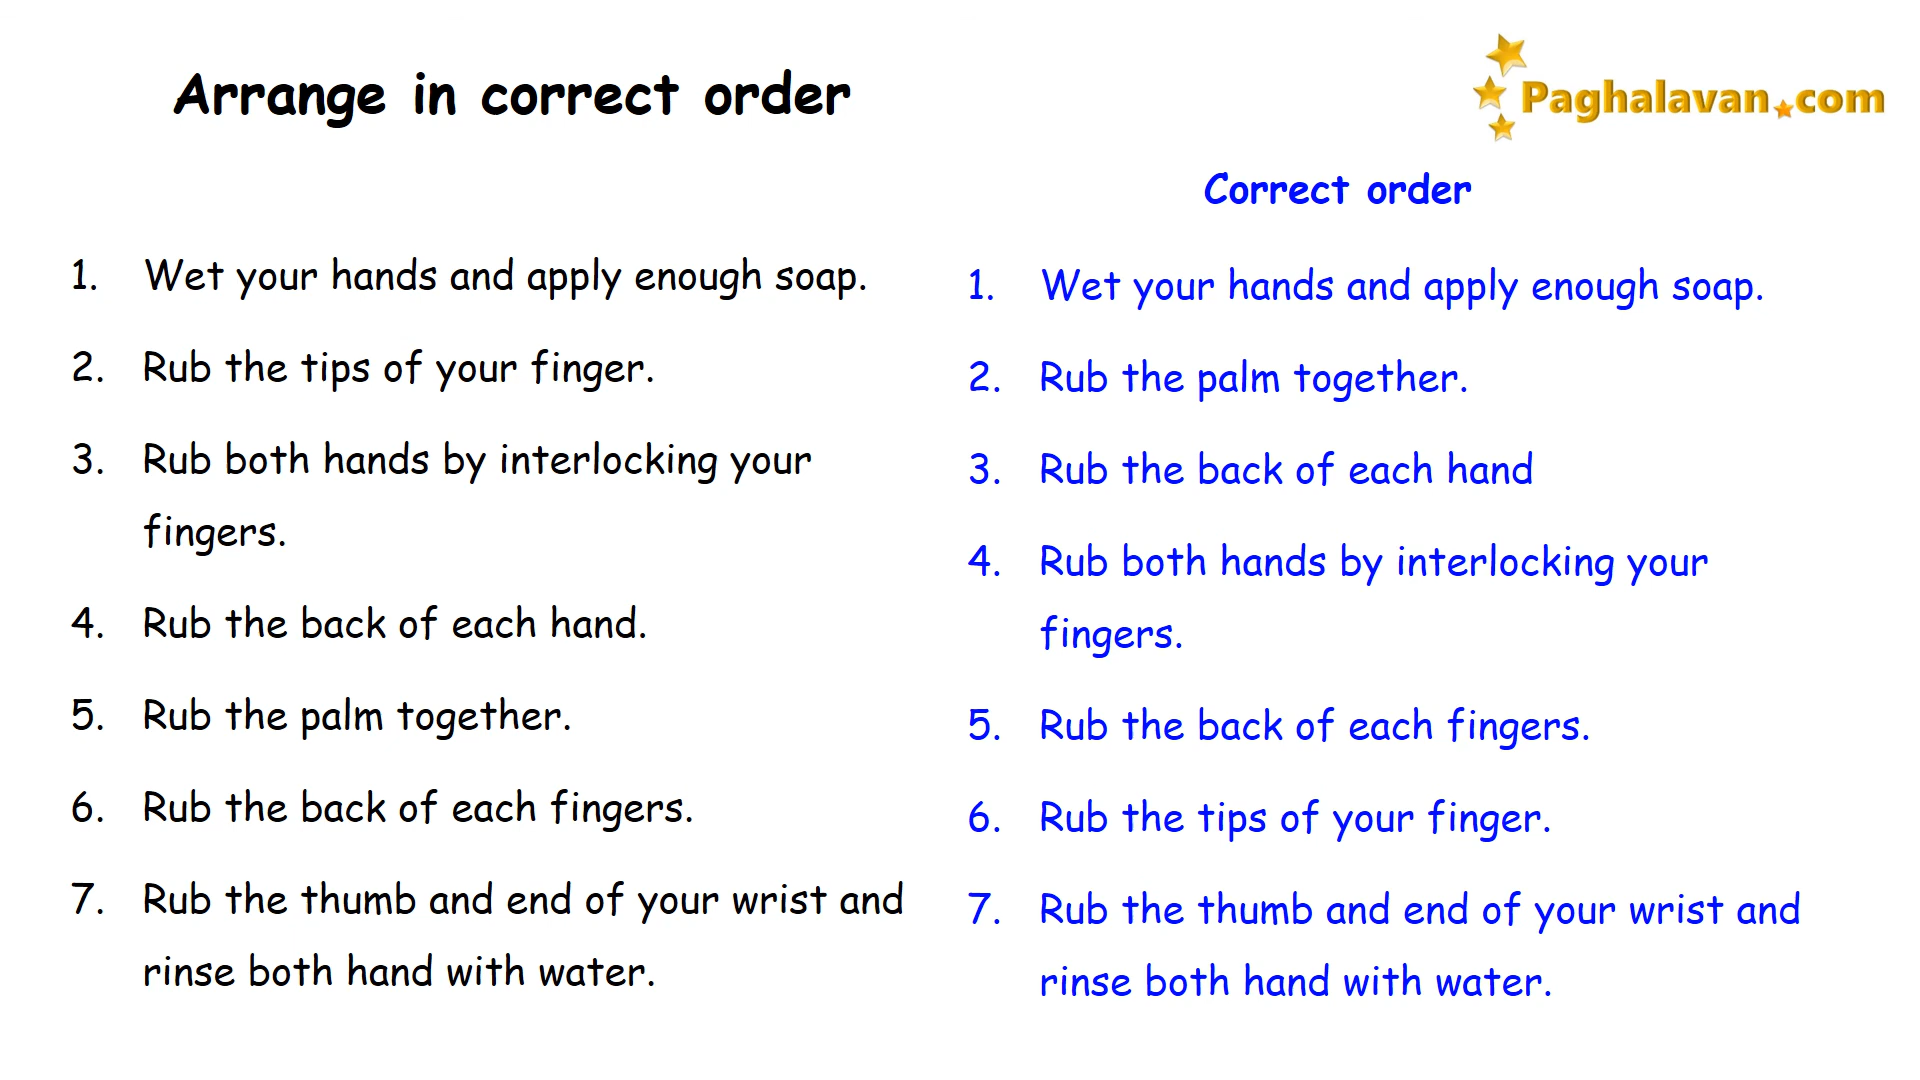 Arrange in correct order
Paghalavan.com
1. Wet your hands and apply enough soap.
2. Rub the tips of your finger.
3. Rub both hands by interlocking your
fingers.
4. Rub the back of each hand.
5. Rub the palm together.
6. Rub the back of each fingers.
7. Rub the thumb and end of your wrist and
rinse both hand with water.
Correct order
1. Wet your hands and apply enough soap.
2. Rub the palm together.
3. Rub the back of each hand
4. Rub both hands by interlocking your
fingers.
5. Rub the back of each fingers.
6. Rub the tips of your finger.
7. Rub the thumb and end of your wrist and
rinse both hand with water.